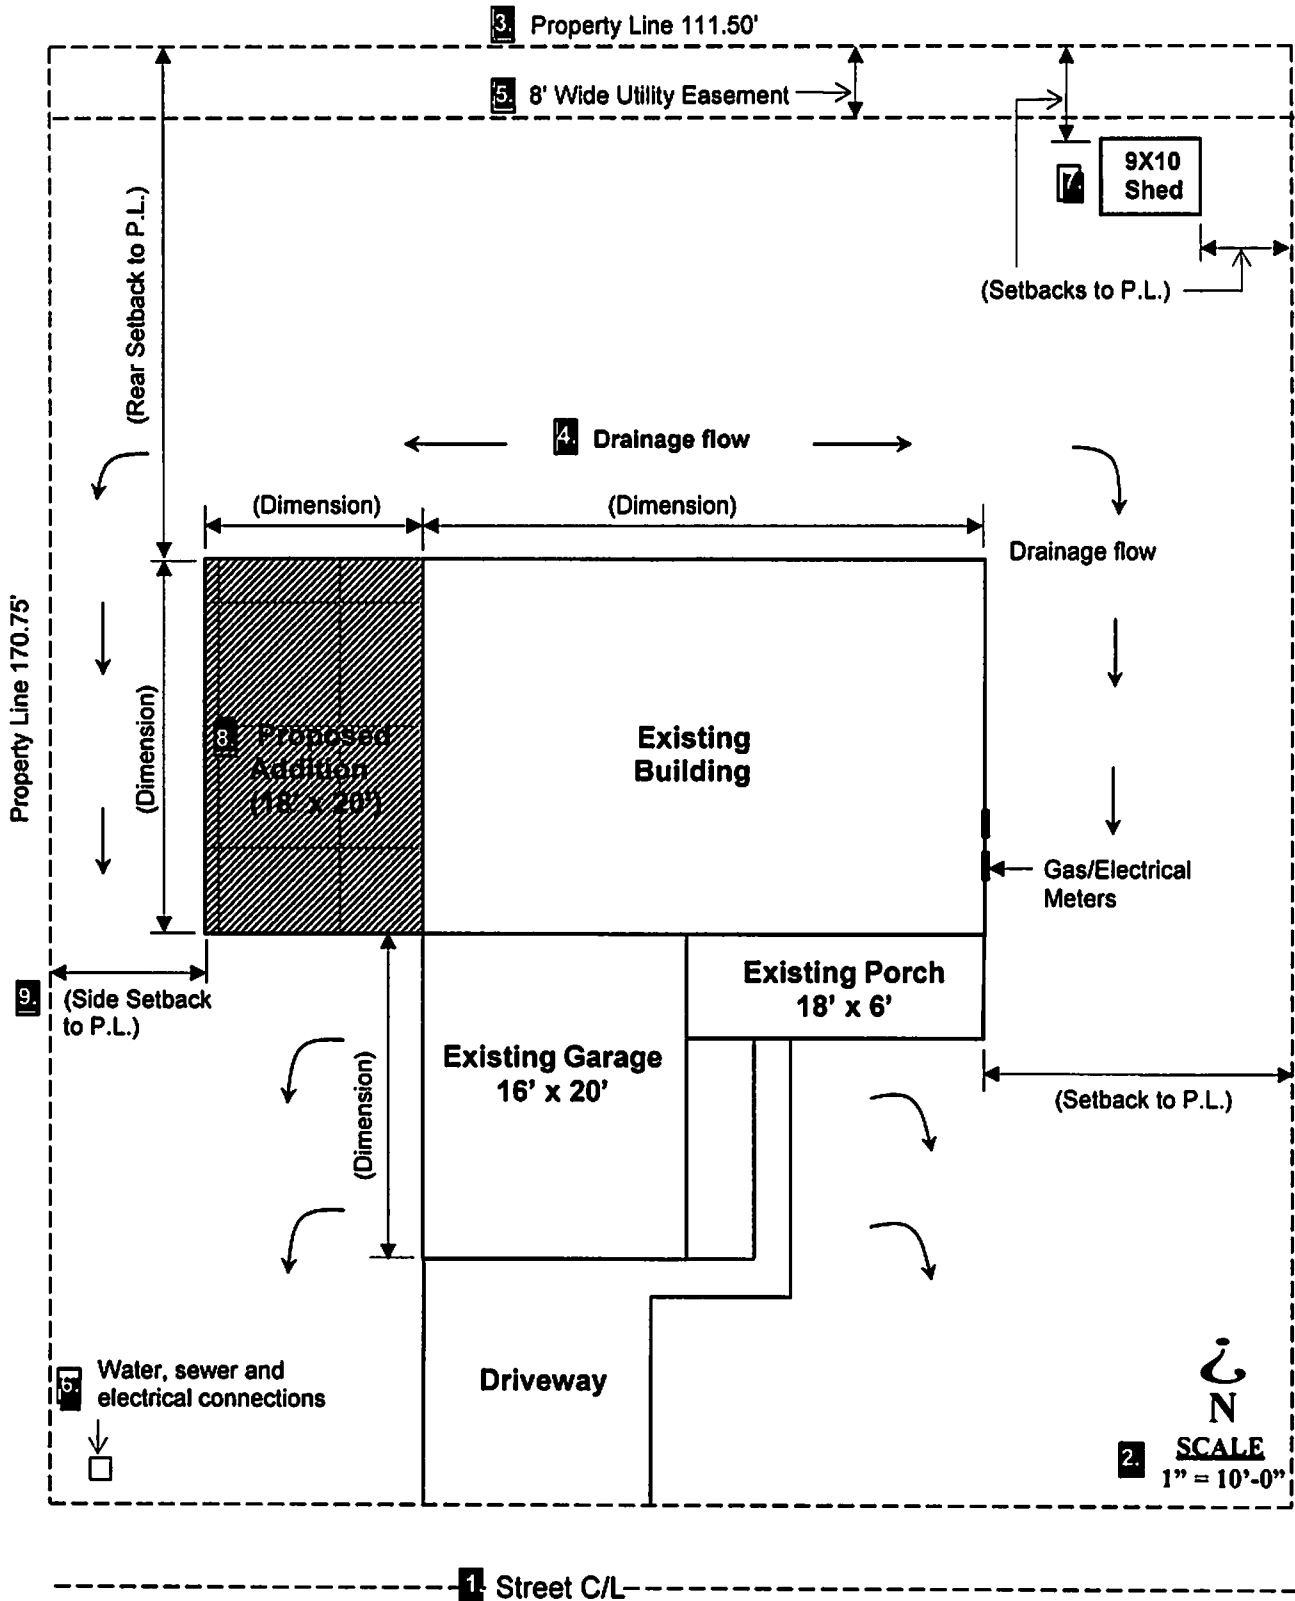 3. Property Line 111.50'
5. 8' Wide Utility Easement
7. 9X10
Shed
(Setbacks to P.L.)
(Rear Setback to P.L.)
4. Drainage flow
(Dimension)
(Dimension)
Drainage flow
Property Line 170.75'
(Dimension)
8. Proposed
Addition
(18' x 20')
Existing
Building
Gas/Electrical
Meters
9. (Side Setback
to P.L.)
Existing Porch
18' x 6'
Existing Garage
16' x 20'
(Dimension)
(Setback to P.L.)
6. Water, sewer and
electrical connections
Driveway
¿
N
2. SCALE
1" = 10'-0"
1. Street C/L